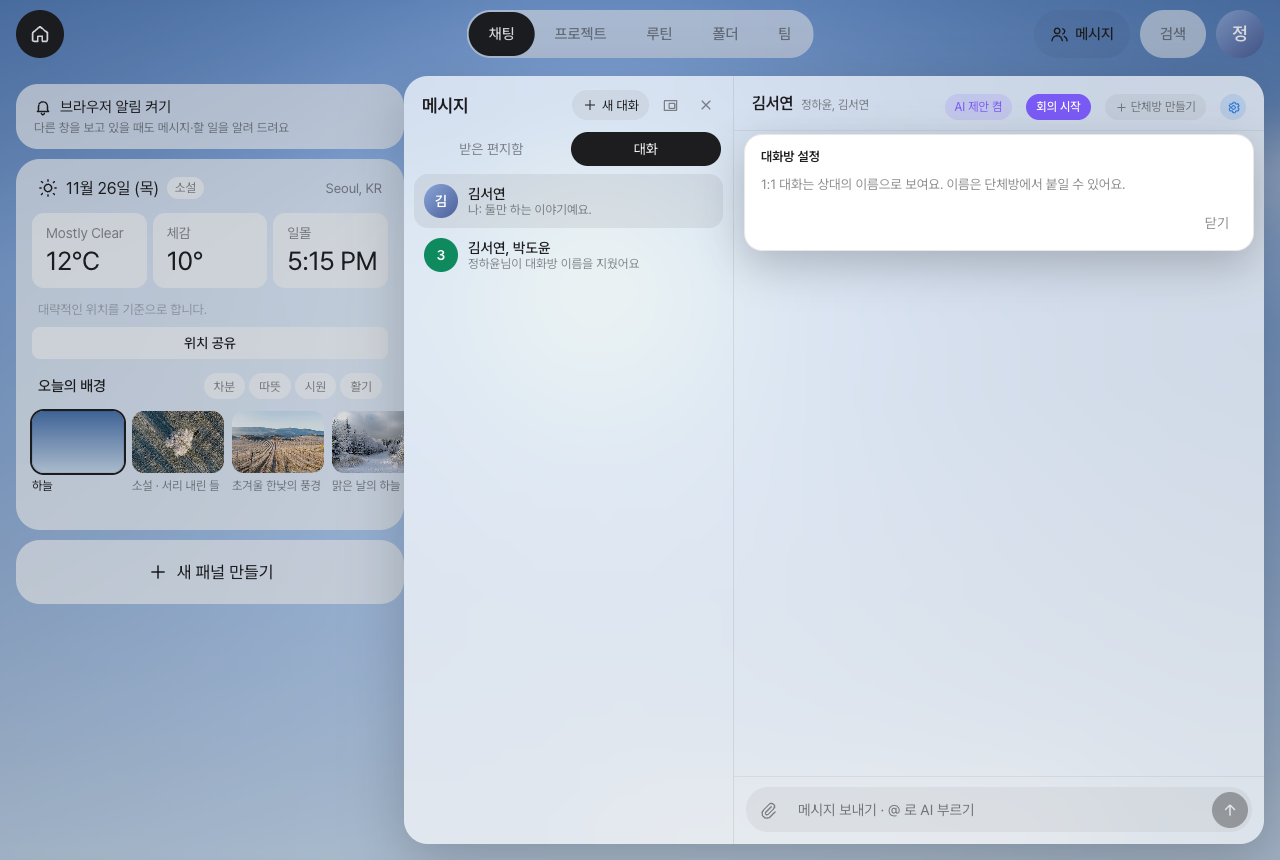 채팅
프로젝트
루틴
폴더
팀
메시지
검색
정
브라우저 알림 켜기
다른 창을 보고 있을 때도 메시지·할 일을 알려 드려요
11월 26일 (목)
소설
Seoul, KR
Mostly Clear
12°C
체감
10°
일몰
5:15 PM
대략적인 위치를 기준으로 합니다.
위치 공유
오늘의 배경
차분
따뜻
시원
활기
하늘
소설 · 서리 내린 들
초겨울 한낮의 풍경
맑은 날의 하늘
새 패널 만들기
메시지
새 대화
받은 편지함
대화
김
김서연
나: 둘만 하는 이야기예요.
3
김서연, 박도윤
정하윤님이 대화방 이름을 지웠어요
김서연
정하윤, 김서연
AI 제안 켬
회의 시작
단체방 만들기
대화방 설정
1:1 대화는 상대의 이름으로 보여요. 이름은 단체방에서 붙일 수 있어요.
닫기
메시지 보내기 · @ 로 AI 부르기